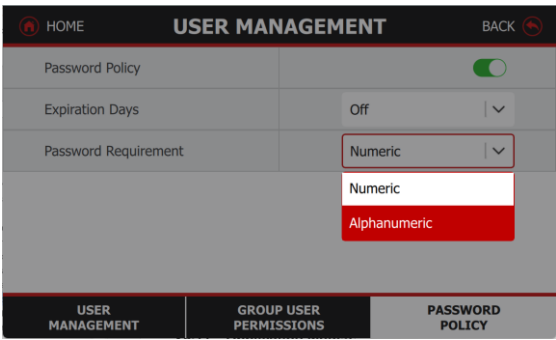 HOME
USER MANAGEMENT
BACK
Password Policy
Expiration Days
Off
Password Requirement
Numeric
Numeric
Alphanumeric
USER
MANAGEMENT
GROUP USER
PERMISSIONS
PASSWORD
POLICY